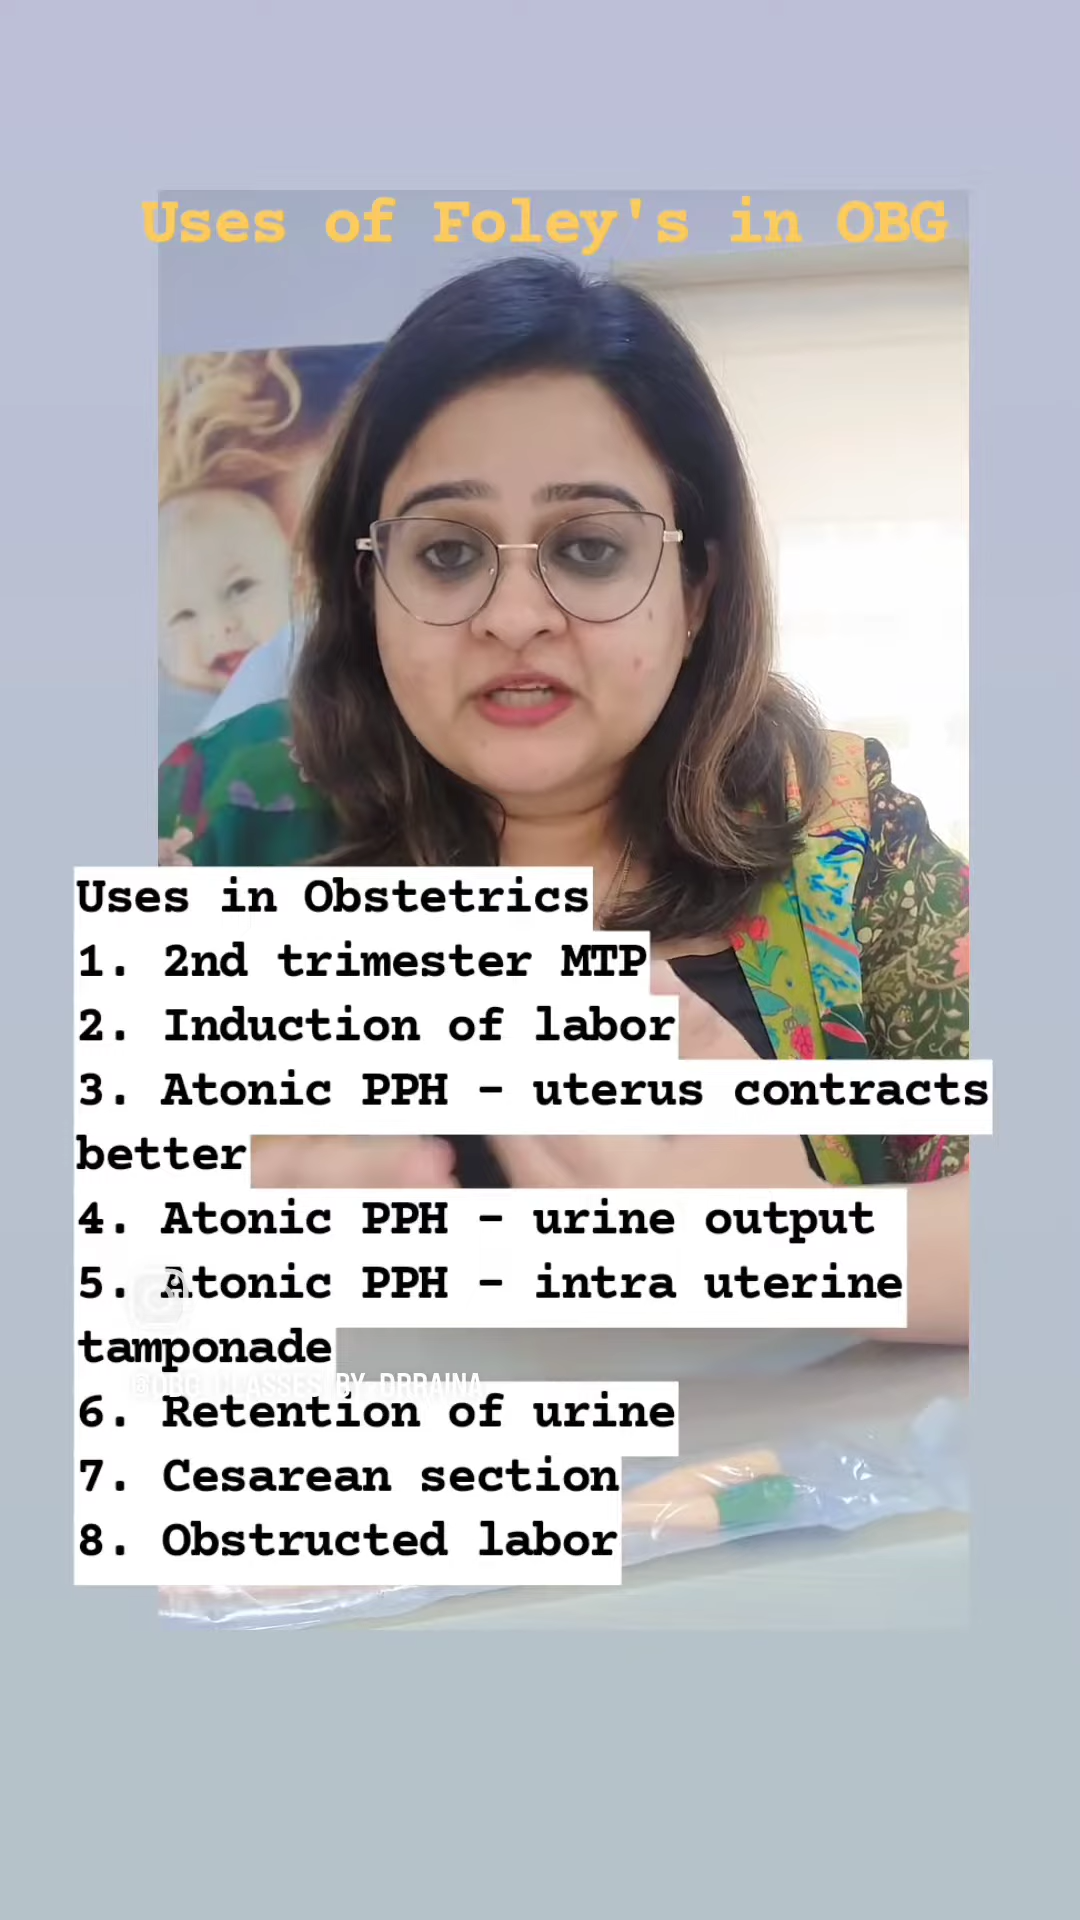 Uses of Foley's in OBG
Uses in Obstetrics
1. 2nd trimester MTP
2. Induction of labor
3. Atonic PPH - uterus contracts
better
4. Atonic PPH - urine output
5. Atonic PPH - intra uterine
tamponade
@OBG_CLASSES_BY_DRRAINA
6. Retention of urine
7. Cesarean section
8. Obstructed labor